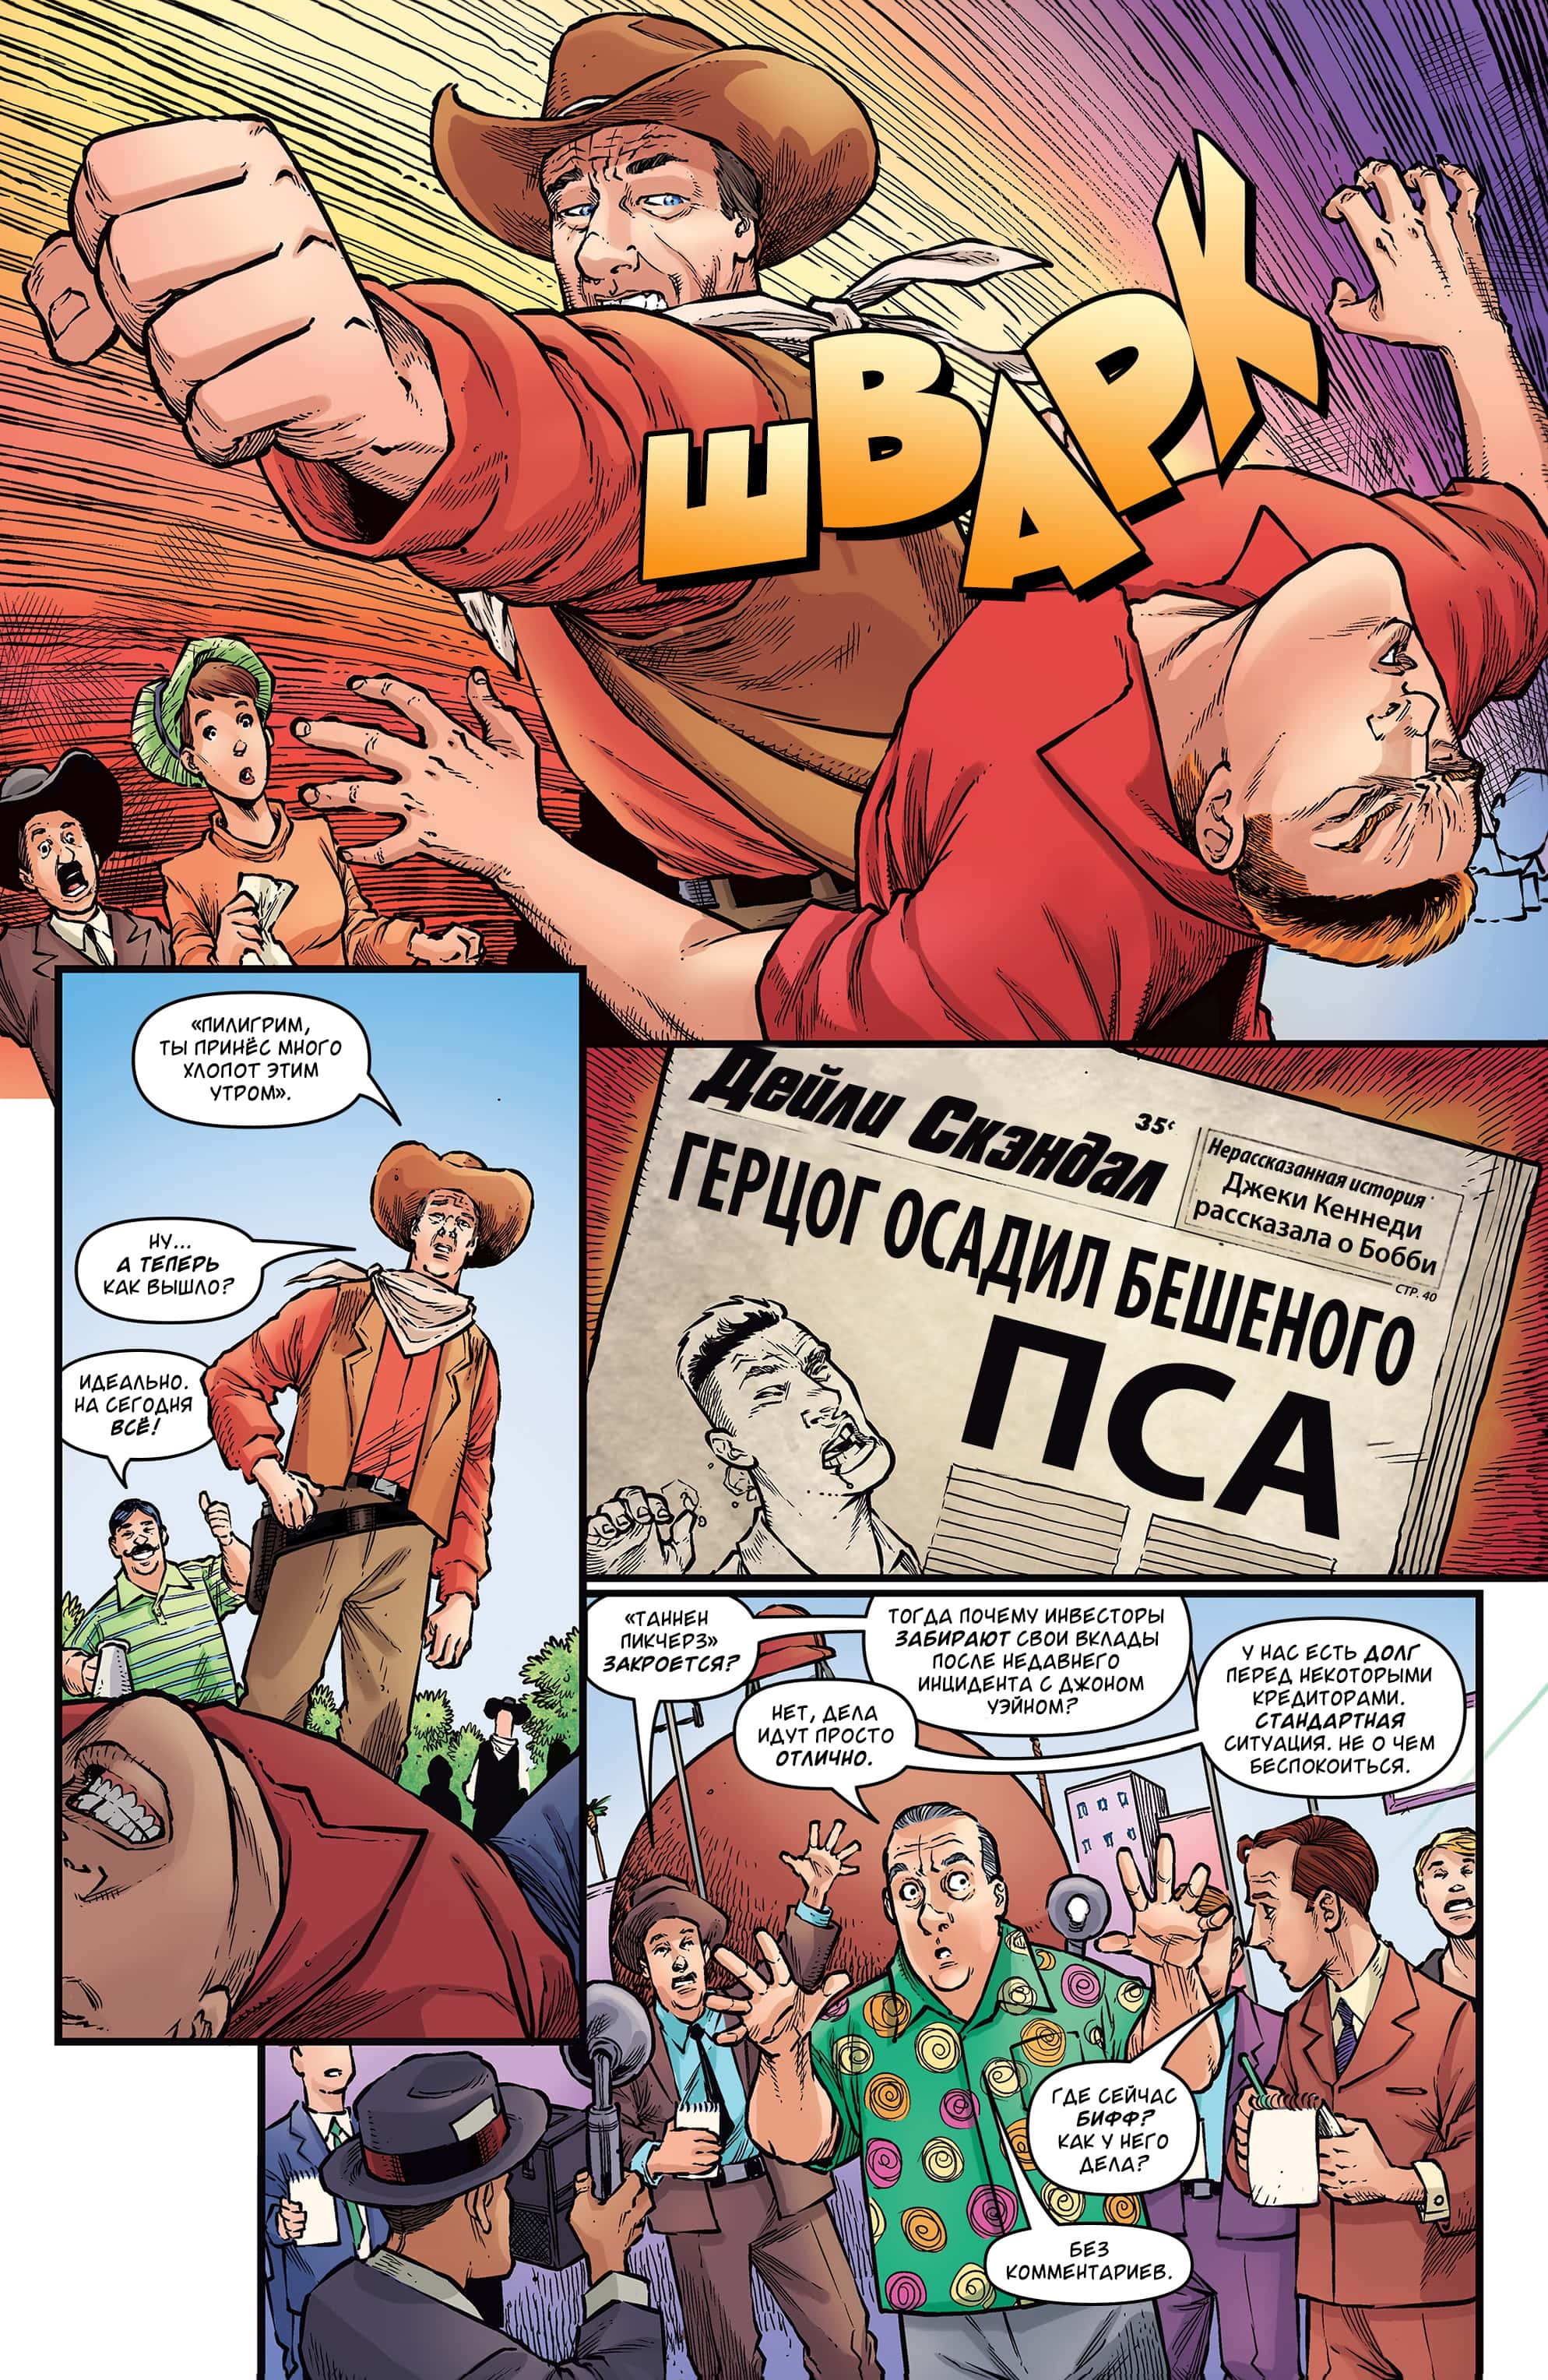 ШВАРК
«ПИЛИГРИМ,
ТЫ ПРИНЁС МНОГО
ХЛОПОТ ЭТИМ
УТРОМ».
НУ...
А ТЕПЕРЬ
КАК ВЫШЛО?
ИДЕАЛЬНО.
НА СЕГОДНЯ
ВСЁ!
Дейли Скэндал
35¢
Нерассказанная история
Джеки Кеннеди
рассказала о Бобби
СТР. 40
ГЕРЦОГ ОСАДИЛ БЕШЕНОГО
ПСА
«ТАННЕН
ПИКЧЕРЗ»
ЗАКРОЕТСЯ?
НЕТ, ДЕЛА
ИДУТ ПРОСТО
ОТЛИЧНО.
ТОГДА ПОЧЕМУ ИНВЕСТОРЫ
ЗАБИРАЮТ СВОИ ВКЛАДЫ
ПОСЛЕ НЕДАВНЕГО
ИНЦИДЕНТА С ДЖОНОМ
УЭЙНОМ?
У НАС ЕСТЬ ДОЛГ
ПЕРЕД НЕКОТОРЫМИ
КРЕДИТОРАМИ.
СТАНДАРТНАЯ
СИТУАЦИЯ. НЕ О ЧЕМ
БЕСПОКОИТЬСЯ.
ГДЕ СЕЙЧАС
БИФФ?
КАК У НЕГО
ДЕЛА?
БЕЗ
КОММЕНТАРИЕВ.